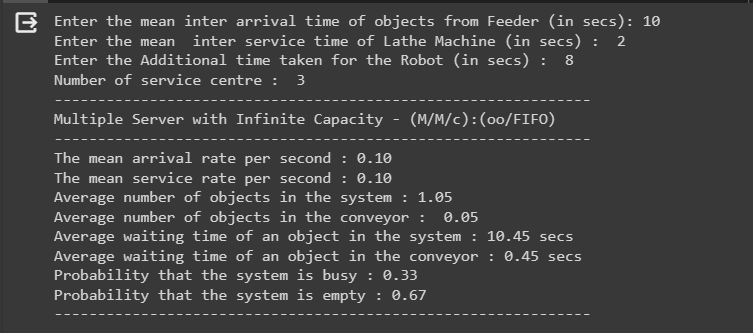 Enter the mean inter arrival time of objects from Feeder (in secs): 10
Enter the mean  inter service time of Lathe Machine (in secs) :  2
Enter the Additional time taken for the Robot (in secs) :  8
Number of service centre :  3
-------------------------------------------------------
Multiple Server with Infinite Capacity - (M/M/c):(oo/FIFO)
-------------------------------------------------------
The mean arrival rate per second : 0.10
The mean service rate per second : 0.10
Average number of objects in the system : 1.05
Average number of objects in the conveyor :  0.05
Average waiting time of an object in the system : 10.45 secs
Average waiting time of an object in the conveyor : 0.45 secs
Probability that the system is busy : 0.33
Probability that the system is empty : 0.67
-------------------------------------------------------